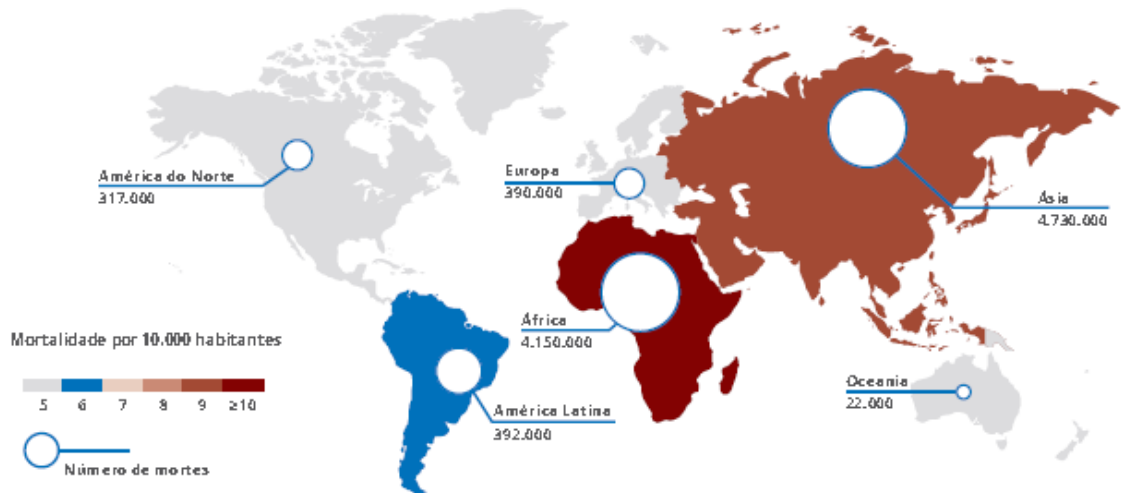 América do Norte
317.000
Europa
390.000
Ásia
4.730.000
África
4.150.000
Mortalidade por 10.000 habitantes
5 6 7 8 9 ≥10
Oceania
22.000
América Latina
392.000
Número de mortes